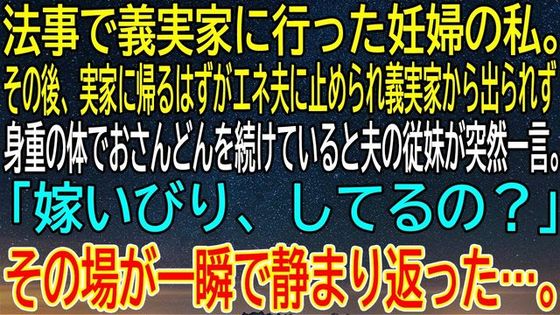 法事で義実家に行った妊婦の私。
その後、実家に帰るはずがエネ夫に止められ義実家から出られず
身重の体でおさんどんを続けていると夫の従妹が突然一言。
「嫁いびり、してるの？」
その場が一瞬で静まり返った…。